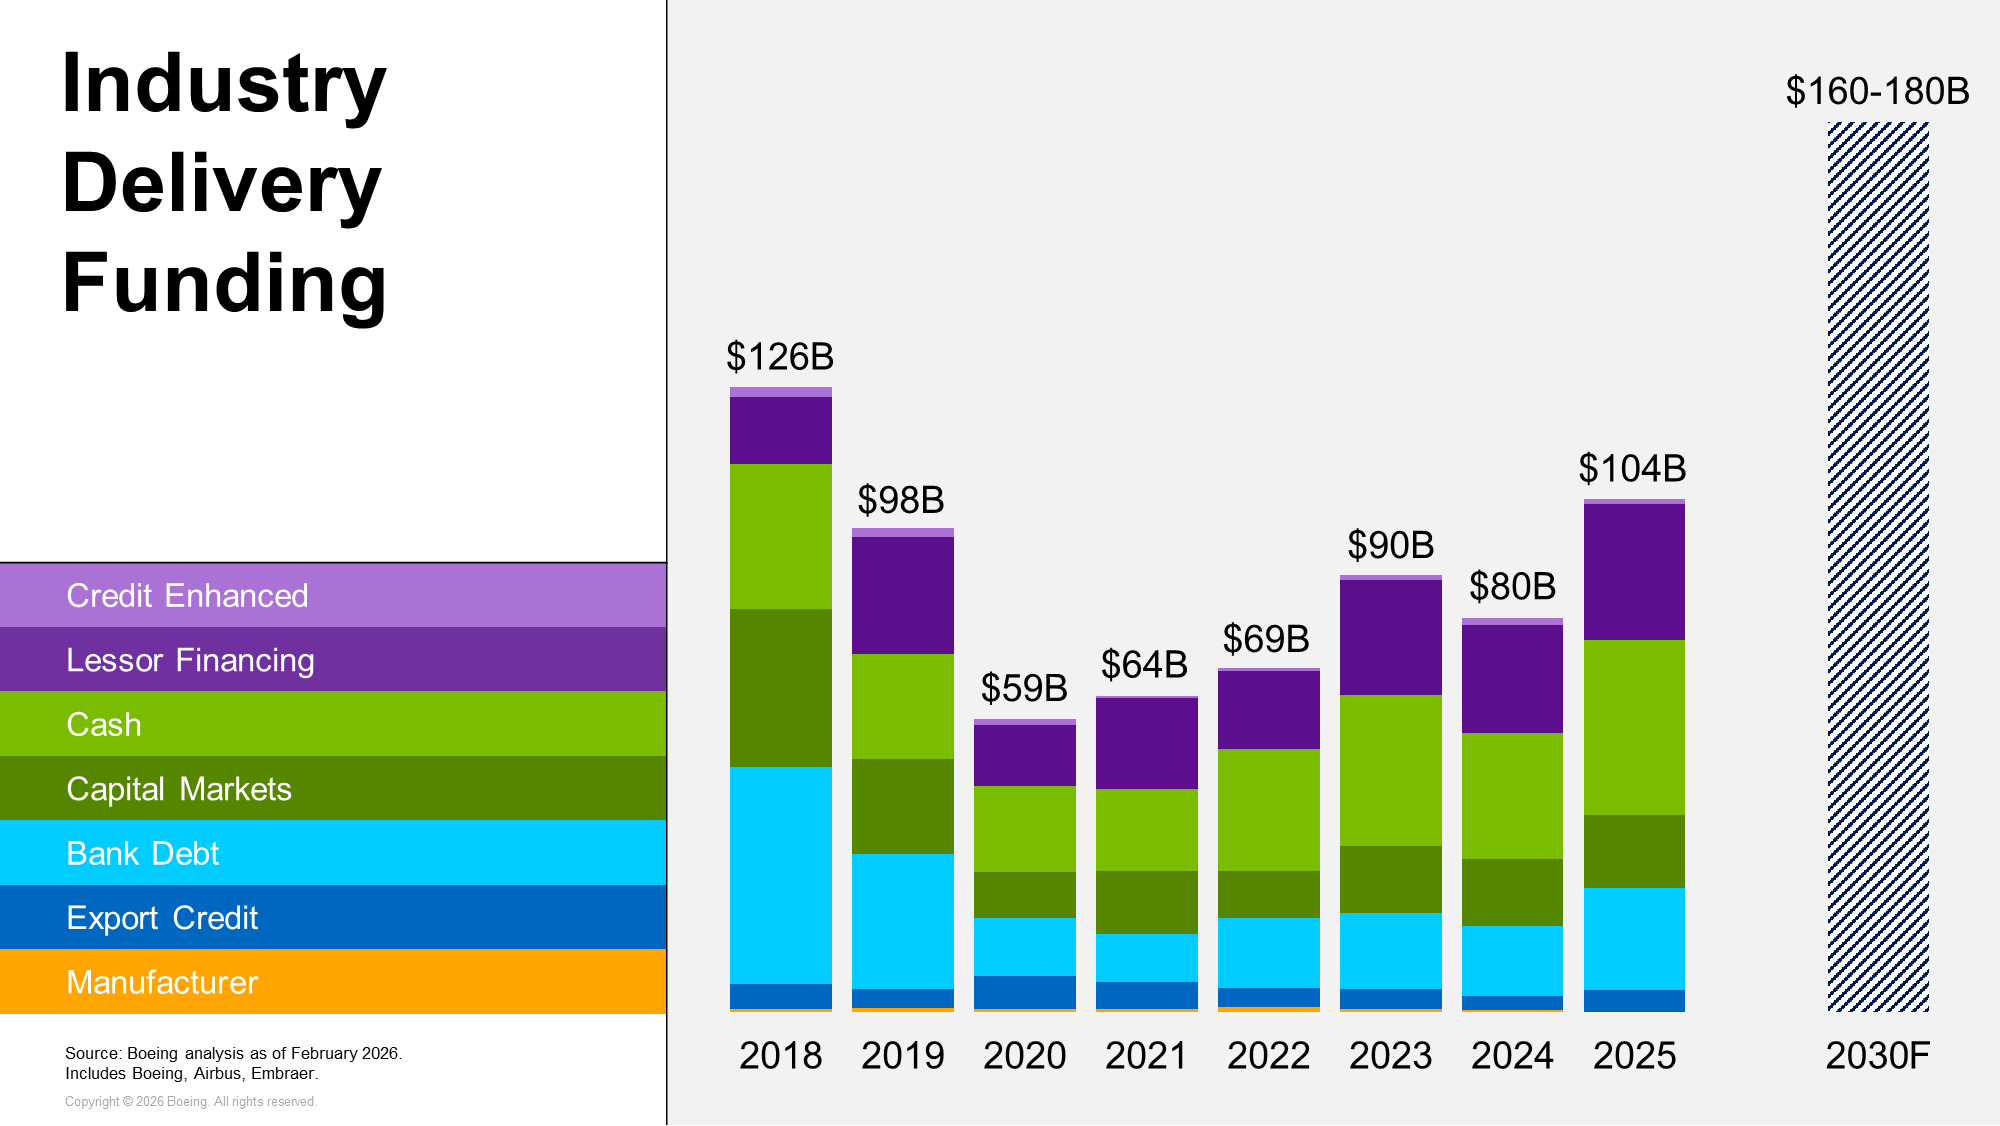 Industry
Delivery
Funding
Credit Enhanced
Lessor Financing
Cash
Capital Markets
Bank Debt
Export Credit
Manufacturer
Source: Boeing analysis as of February 2026.
Includes Boeing, Airbus, Embraer.
Copyright © 2026 Boeing. All rights reserved.
$126B
$98B
$59B
$64B
$69B
$90B
$80B
$104B
$160-180B
2018
2019
2020
2021
2022
2023
2024
2025
2030F